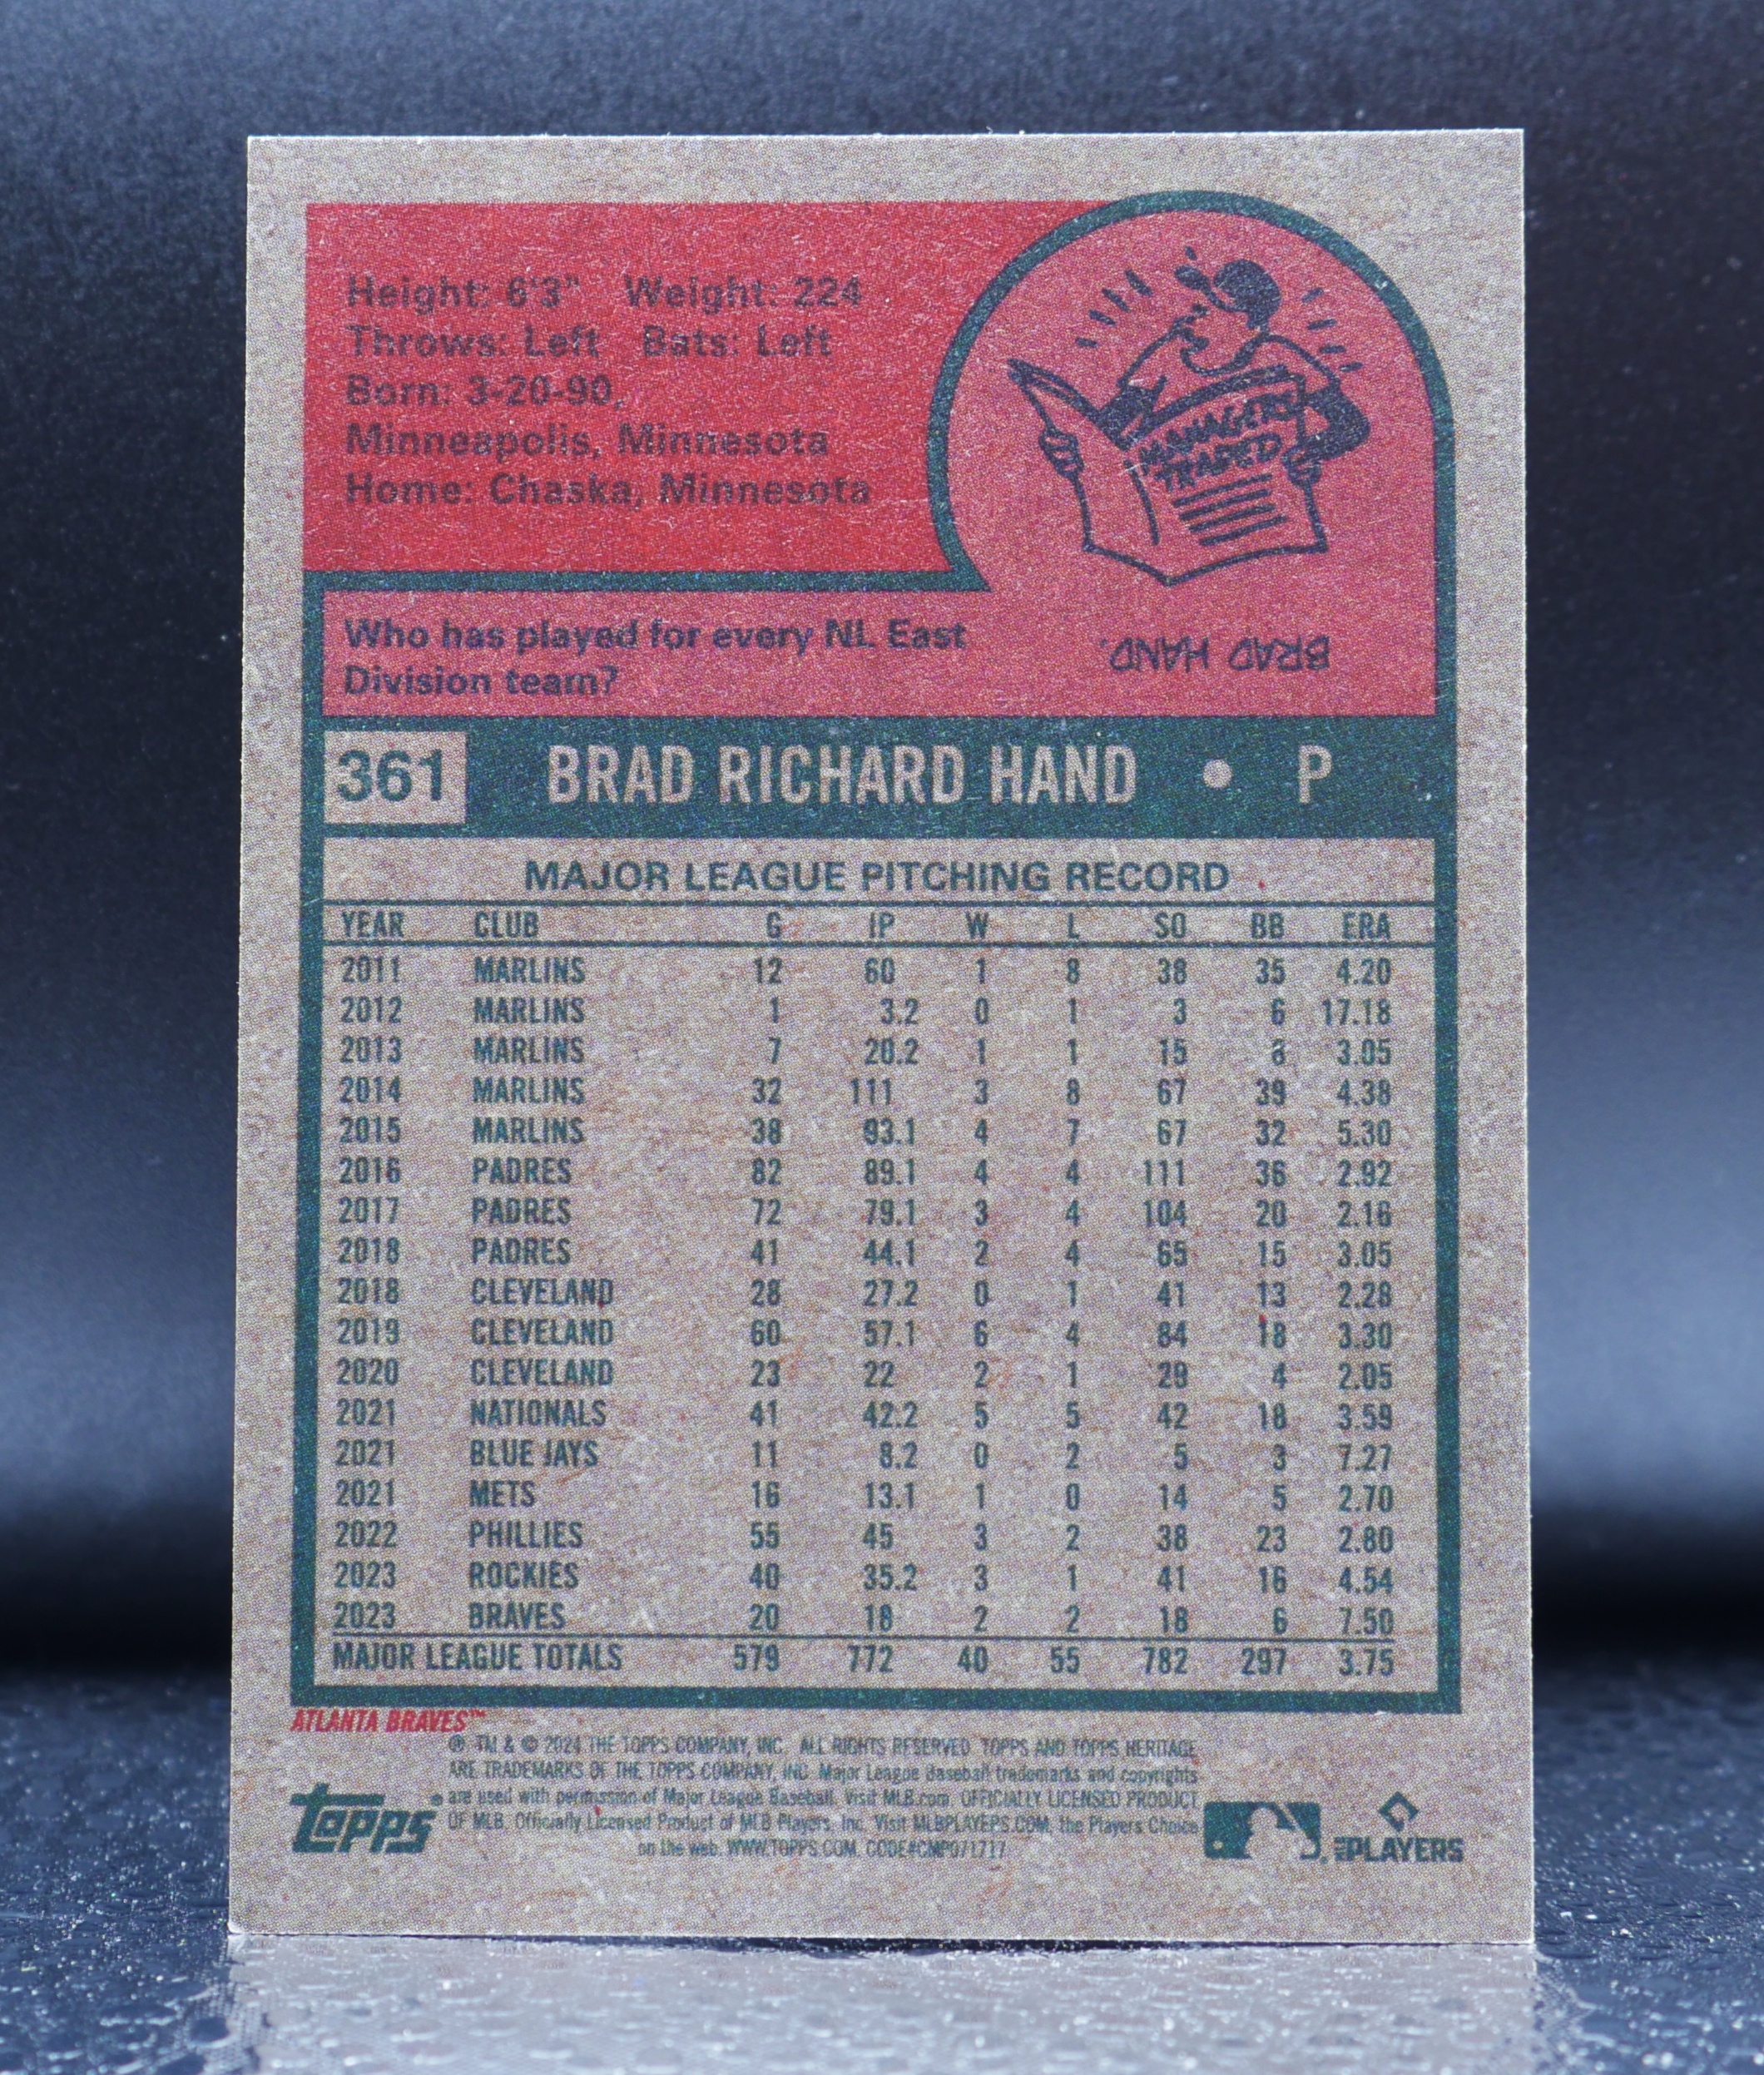 Height: 6'3" Weight: 224
Throws: Left Bats: Left
Born: 3-20-90,
Minneapolis, Minnesota
Home: Chaska, Minnesota
MANAGERS
TRADED
Who has played for every NL East
Division team?
BRAD HAND.
361 BRAD RICHARD HAND • P
MAJOR LEAGUE PITCHING RECORD
YEAR CLUB G IP W L SO BB ERA
2011 MARLINS 12 60 1 8 38 35 4.20
2012 MARLINS 1 3.2 0 1 3 6 17.18
2013 MARLINS 7 20.2 1 1 15 8 3.05
2014 MARLINS 32 111 3 8 67 39 4.38
2015 MARLINS 38 93.1 4 7 67 32 5.30
2016 PADRES 82 89.1 4 4 111 36 2.92
2017 PADRES 72 79.1 3 4 104 20 2.16
2018 PADRES 41 44.1 2 4 65 15 3.05
2018 CLEVELAND 28 27.2 0 1 41 13 2.28
2019 CLEVELAND 60 57.1 6 4 84 18 3.30
2020 CLEVELAND 23 22 2 1 29 4 2.05
2021 NATIONALS 41 42.2 5 5 42 18 3.59
2021 BLUE JAYS 11 8.2 0 2 5 3 7.27
2021 METS 16 13.1 1 0 14 5 2.70
2022 PHILLIES 55 45 3 2 38 23 2.80
2023 ROCKIES 40 35.2 3 1 41 16 4.54
2023 BRAVES 20 18 2 2 18 6 7.50
MAJOR LEAGUE TOTALS 579 772 40 55 782 297 3.75
ATLANTA BRAVES™
® TM & © 2024 THE TOPPS COMPANY, INC. ALL RIGHTS RESERVED. TOPPS AND TOPPS HERITAGE
ARE TRADEMARKS OF THE TOPPS COMPANY, INC. Major League Baseball trademarks and copyrights
are used with permission of Major League Baseball. Visit MLB.com. OFFICIALLY LICENSED PRODUCT
OF MLB. Officially Licensed Product of MLB Players, Inc. Visit MLBPLAYERS.COM, the Players Choice
on the web. WWW.TOPPS.COM. CODE#CMP071717
topps ®
MLB PLAYERS